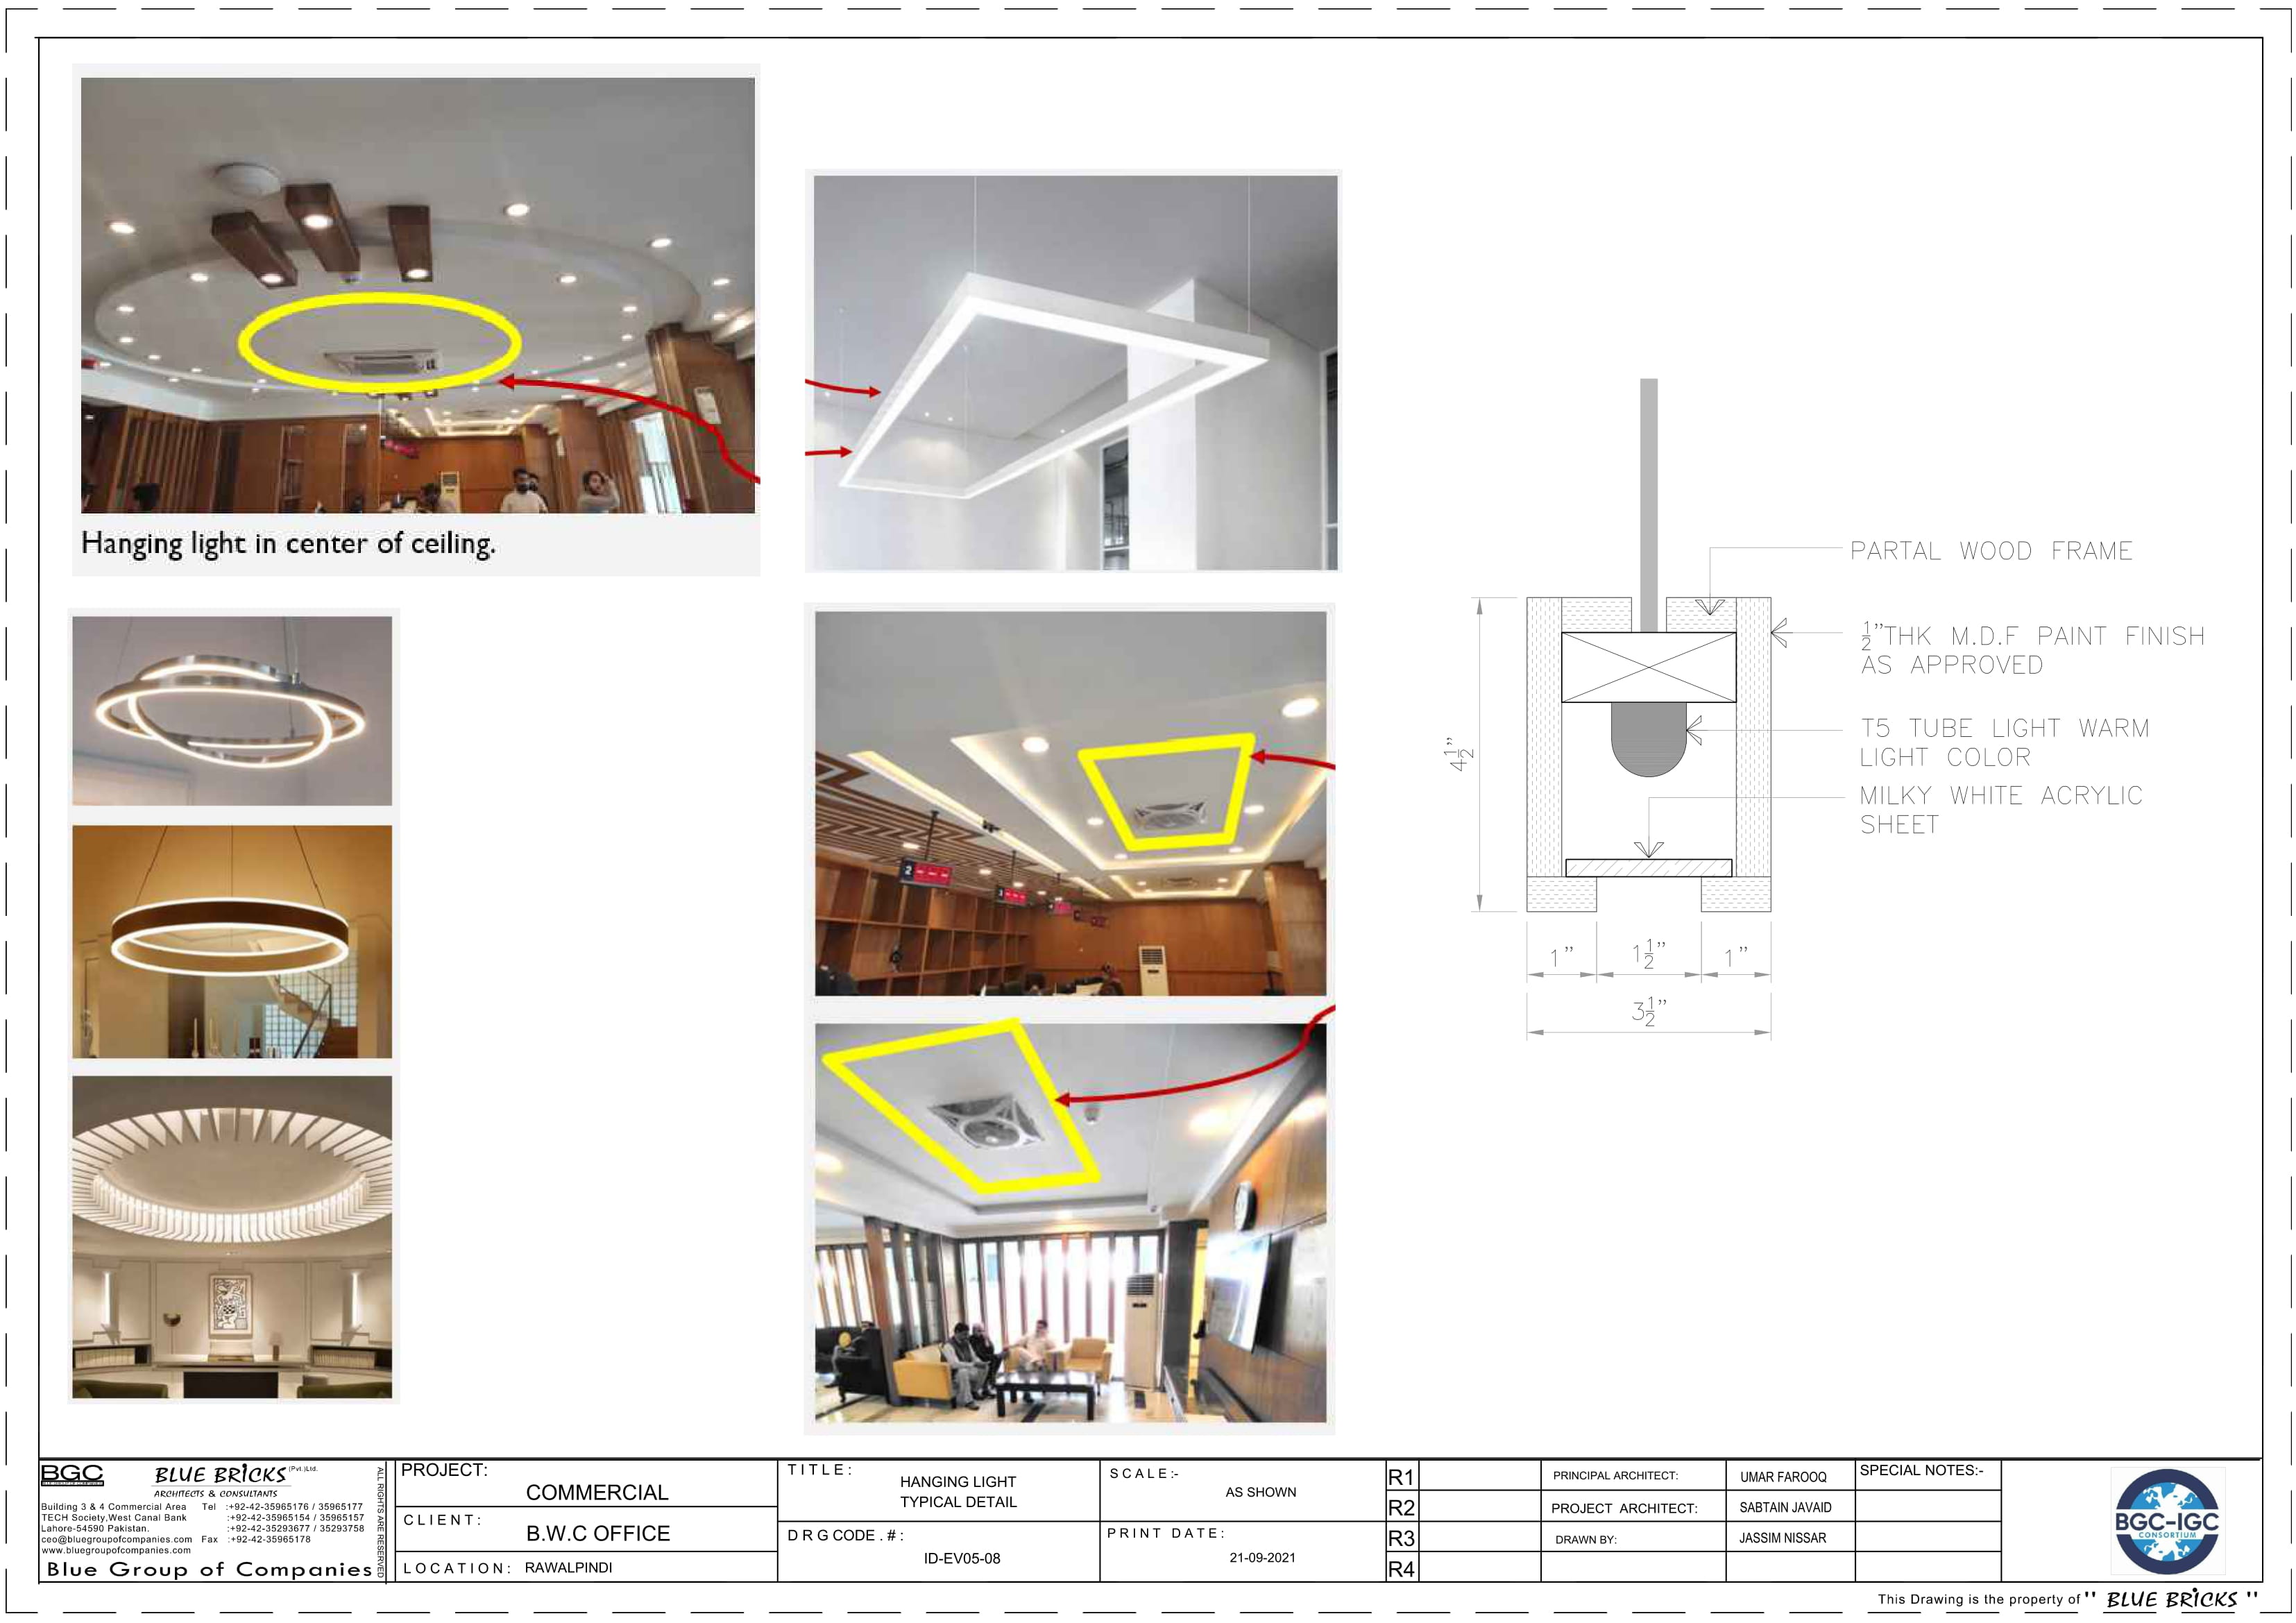 Hanging light in center of ceiling.
PARTAL WOOD FRAME
1/2"THK M.D.F PAINT FINISH
AS APPROVED
T5 TUBE LIGHT WARM
LIGHT COLOR
MILKY WHITE ACRYLIC
SHEET
4 1/2"
1"
1 1/2"
1"
3 1/2"
BGC
BLUE BRICKS (Pvt.)Ltd.
ARCHITECTS & CONSULTANTS
Building 3 & 4 Commercial Area Tel :+92-42-35965176 / 35965177
TECH Society,West Canal Bank :+92-42-35965154 / 35965157
Lahore-54590 Pakistan. :+92-42-35293677 / 35293758
ceo@bluegroupofcompanies.com Fax :+92-42-35965178
www.bluegroupofcompanies.com
Blue Group of Companies
ALL RIGHTS ARE RESERVED
PROJECT:
COMMERCIAL
CLIENT:
B.W.C OFFICE
LOCATION: RAWALPINDI
TITLE:
HANGING LIGHT
TYPICAL DETAIL
DRG CODE . # :
ID-EV05-08
SCALE:-
AS SHOWN
PRINT DATE:
21-09-2021
R1
R2
R3
R4
PRINCIPAL ARCHITECT: UMAR FAROOQ
PROJECT ARCHITECT: SABTAIN JAVAID
DRAWN BY: JASSIM NISSAR
SPECIAL NOTES:-
BGC-IGC
CONSORTIUM
This Drawing is the property of '' BLUE BRICKS ''